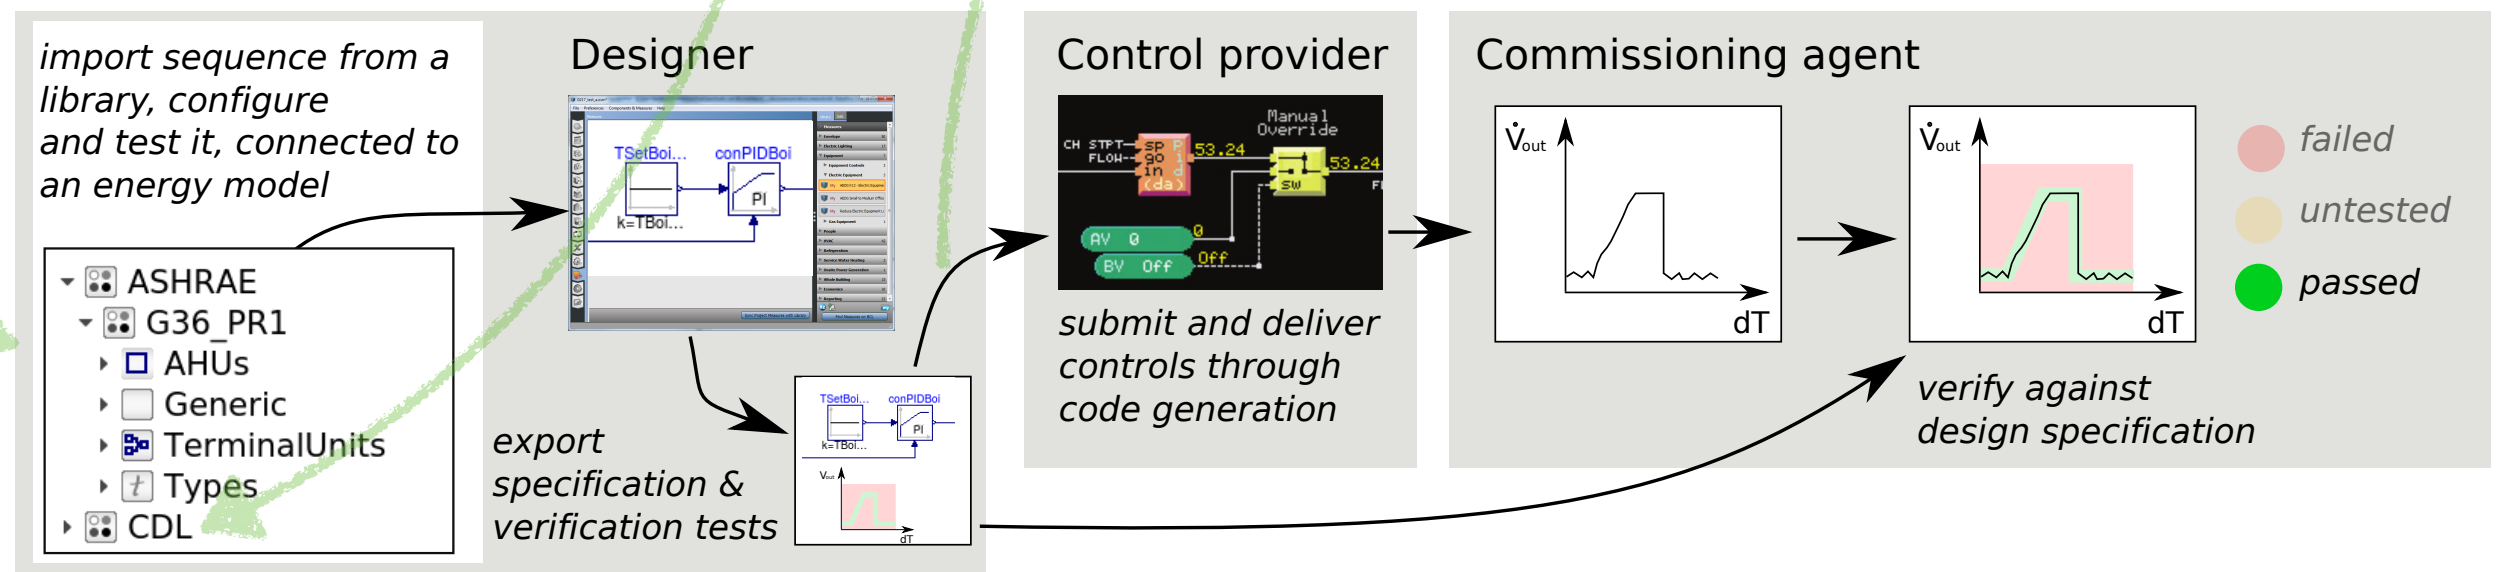 import sequence from a
library, configure
and test it, connected to
an energy model
ASHRAE
G36_PR1
AHUs
Generic
TerminalUnits
Types
CDL
Designer
TSetBoi...
conPIDBoi
PI
k=TBoi...
export
specification &
verification tests
TSetBoi...
conPIDBoi
PI
k=TBoi...
V̇out
dT
Control provider
Manual
Override
CH STPT
FLOW
sp P
go i
in d
(da)
53.24
SW
53.24
AV 0
0
BV Off
Off
submit and deliver
controls through
code generation
Commissioning agent
V̇out
dT
V̇out
dT
failed
untested
passed
verify against
design specification